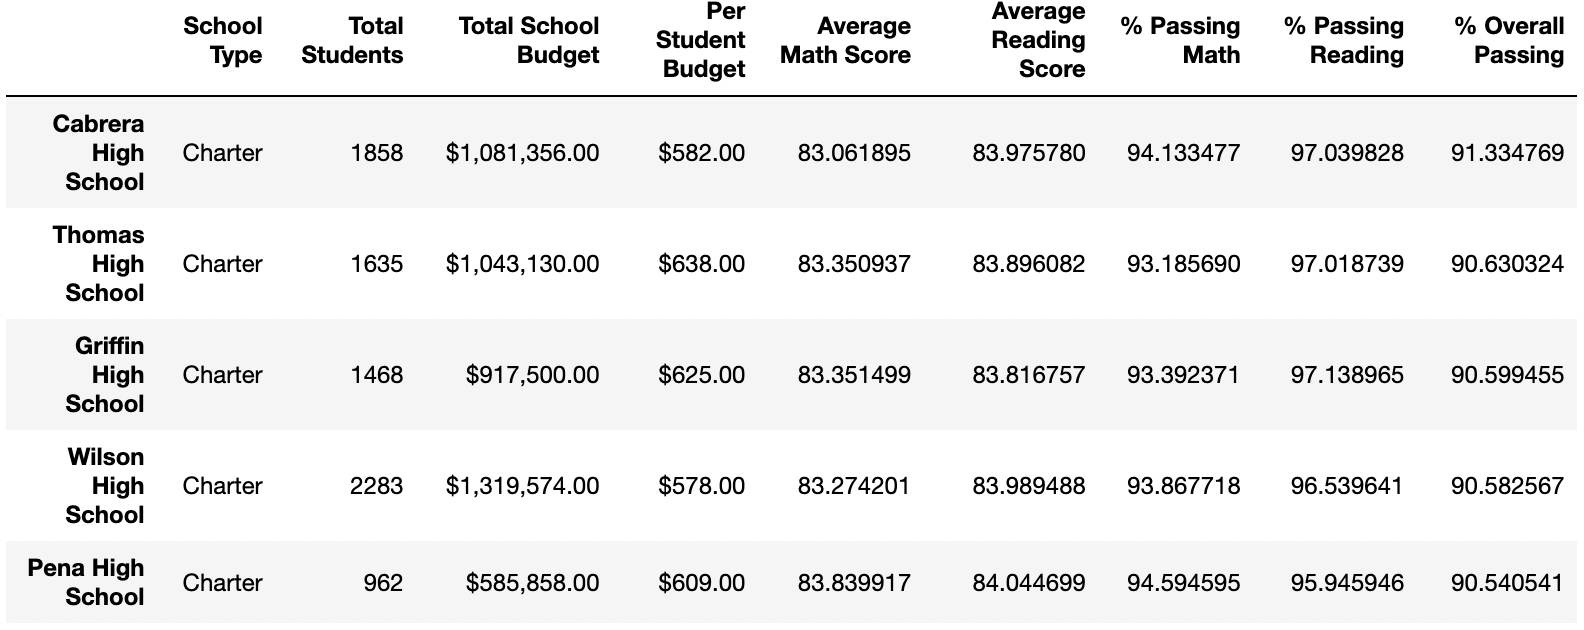 School Type Total Students Total School Budget Per Student Budget Average Math Score Average Reading Score % Passing Math % Passing Reading % Overall Passing
Cabrera High School Charter 1858 $1,081,356.00 $582.00 83.061895 83.975780 94.133477 97.039828 91.334769
Thomas High School Charter 1635 $1,043,130.00 $638.00 83.350937 83.896082 93.185690 97.018739 90.630324
Griffin High School Charter 1468 $917,500.00 $625.00 83.351499 83.816757 93.392371 97.138965 90.599455
Wilson High School Charter 2283 $1,319,574.00 $578.00 83.274201 83.989488 93.867718 96.539641 90.582567
Pena High School Charter 962 $585,858.00 $609.00 83.839917 84.044699 94.594595 95.945946 90.540541